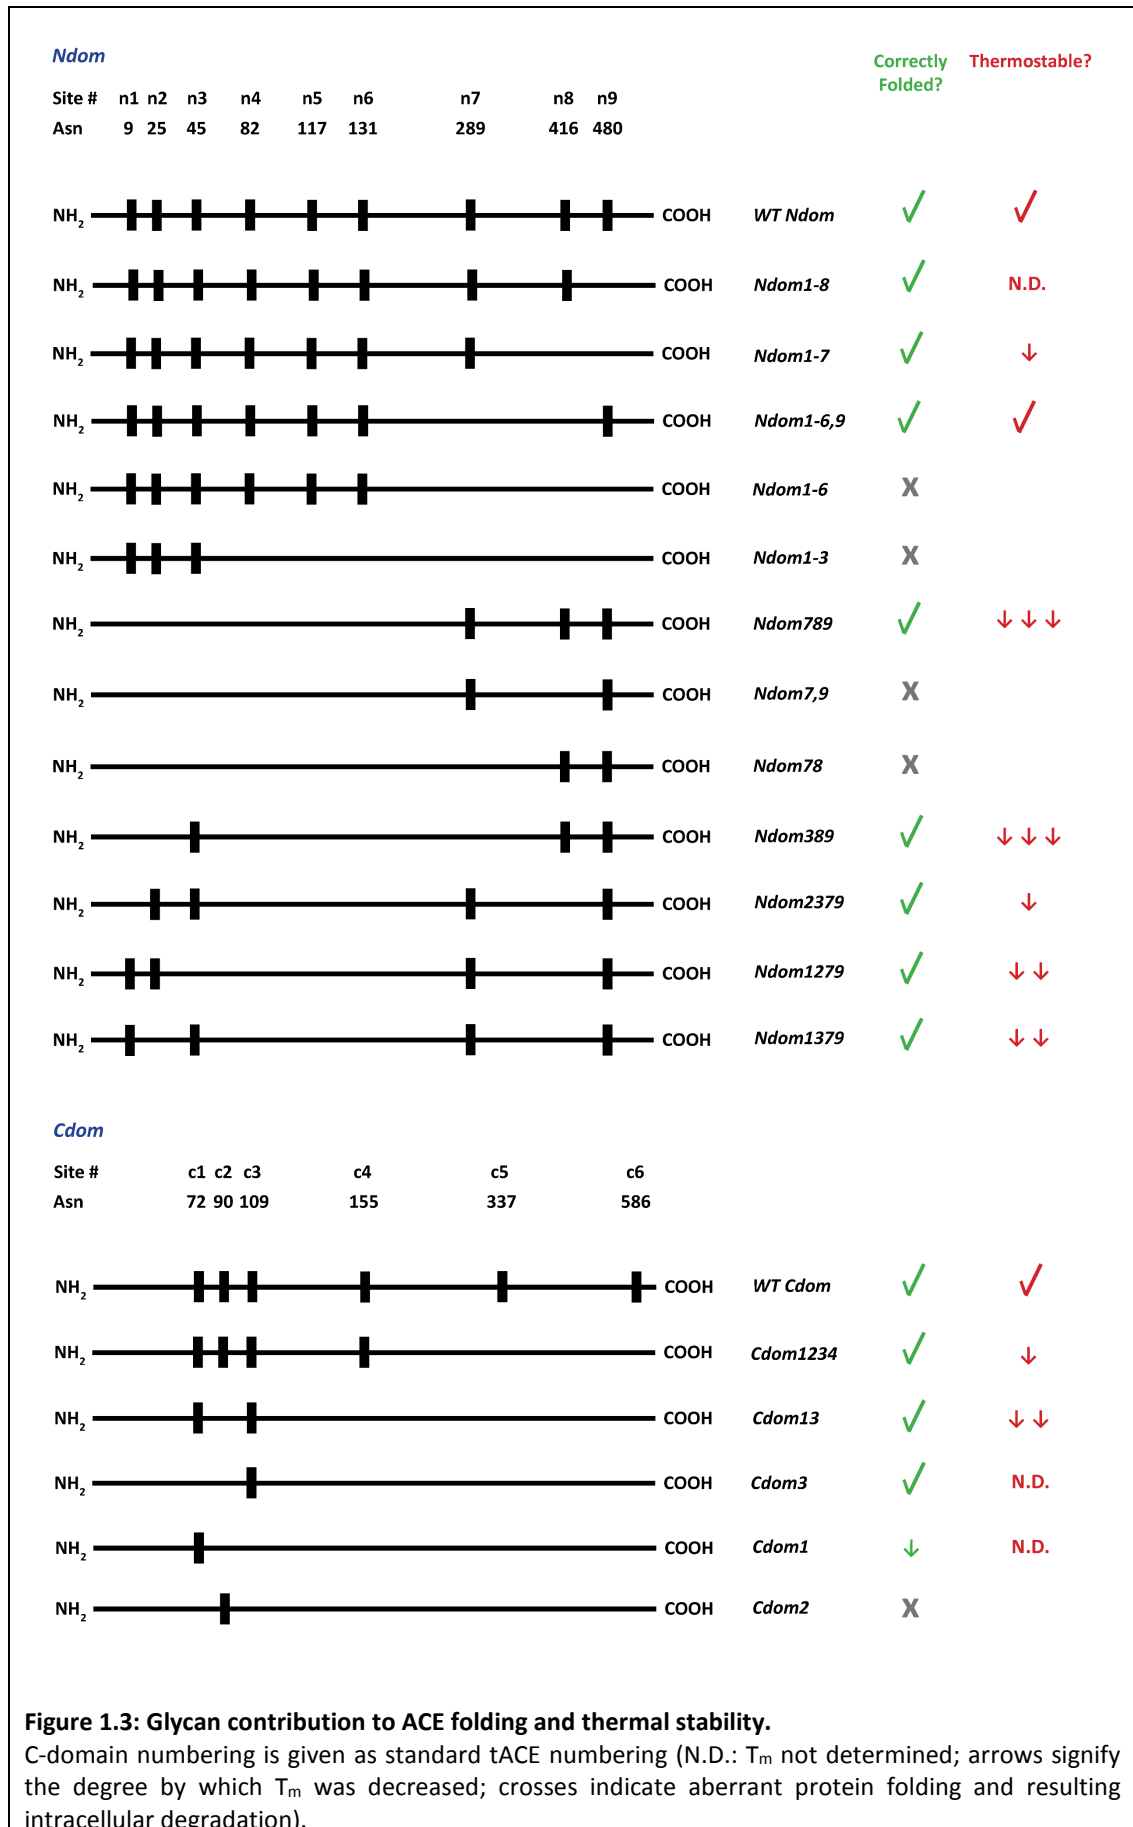 Ndom
Correctly Folded? Thermostable?
Site # n1 n2 n3 n4 n5 n6 n7 n8 n9
Asn 9 25 45 82 117 131 289 416 480
NH2 COOH WT Ndom ✓ ✓
NH2 COOH Ndom1-8 ✓ N.D.
NH2 COOH Ndom1-7 ✓ ↓
NH2 COOH Ndom1-6,9 ✓ ✓
NH2 COOH Ndom1-6 X
NH2 COOH Ndom1-3 X
NH2 COOH Ndom789 ✓ ↓ ↓ ↓
NH2 COOH Ndom7,9 X
NH2 COOH Ndom78 X
NH2 COOH Ndom389 ✓ ↓ ↓ ↓
NH2 COOH Ndom2379 ✓ ↓
NH2 COOH Ndom1279 ✓ ↓ ↓
NH2 COOH Ndom1379 ✓ ↓ ↓
Cdom
Site # c1 c2 c3 c4 c5 c6
Asn 72 90 109 155 337 586
NH2 COOH WT Cdom ✓ ✓
NH2 COOH Cdom1234 ✓ ↓
NH2 COOH Cdom13 ✓ ↓ ↓
NH2 COOH Cdom3 ✓ N.D.
NH2 COOH Cdom1 ↓ N.D.
NH2 COOH Cdom2 X
Figure 1.3: Glycan contribution to ACE folding and thermal stability.
C-domain numbering is given as standard tACE numbering (N.D.: Tm not determined; arrows signify
the degree by which Tm was decreased; crosses indicate aberrant protein folding and resulting
intracellular degradation).